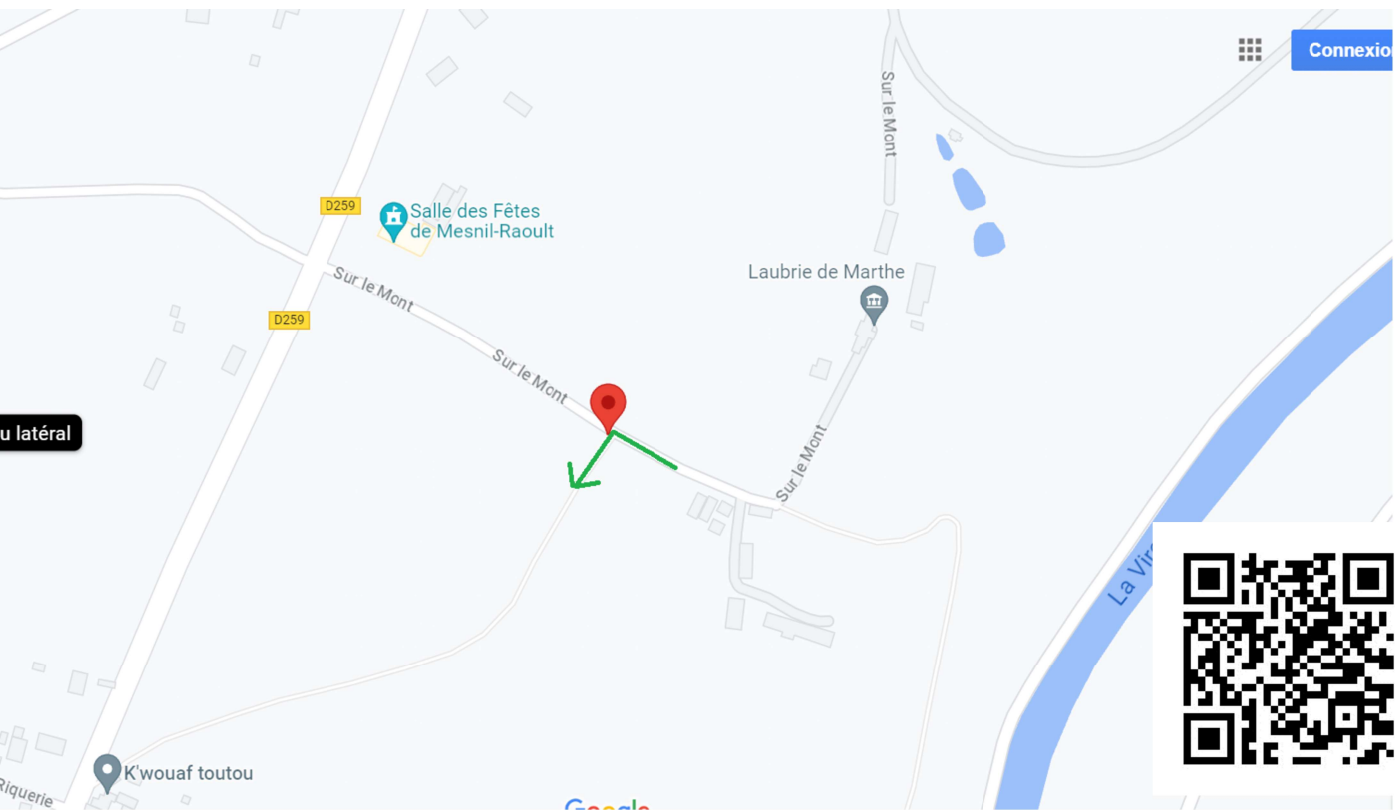 Connexio
Sur le Mont
D259
Salle des Fêtes
de Mesnil-Raoult
Laubrie de Marthe
Sur le Mont
D259
Sur le Mont
u latéral
Sur le Mont
La Vir
K'wouaf toutou
Riquerie
Google